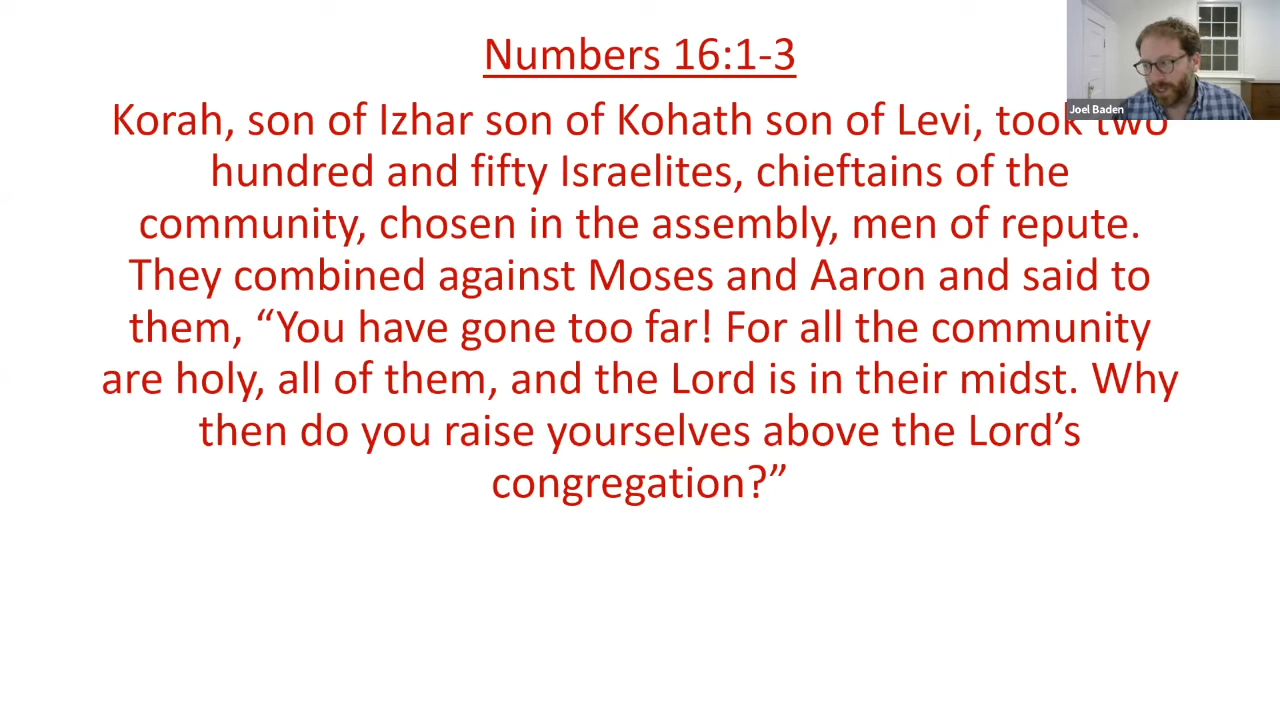 Numbers 16:1-3
Korah, son of Izhar son of Kohath son of Levi, took two
hundred and fifty Israelites, chieftains of the
community, chosen in the assembly, men of repute.
They combined against Moses and Aaron and said to
them, “You have gone too far! For all the community
are holy, all of them, and the Lord is in their midst. Why
then do you raise yourselves above the Lord’s
congregation?”
Joel Baden